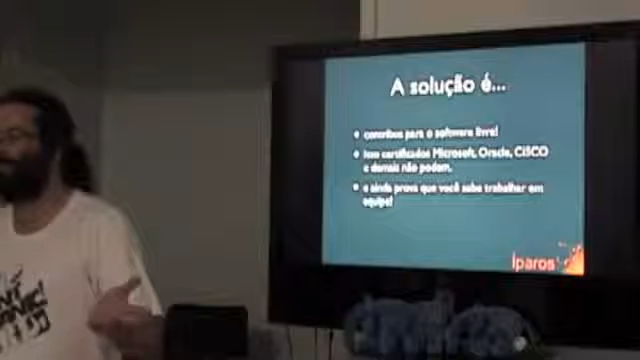 A solução é...
contribua para o software livre!
isso certificados Microsoft, Oracle, CISCO
e demais não podem.
e ainda prova que você sabe trabalhar em
equipe!
íparos